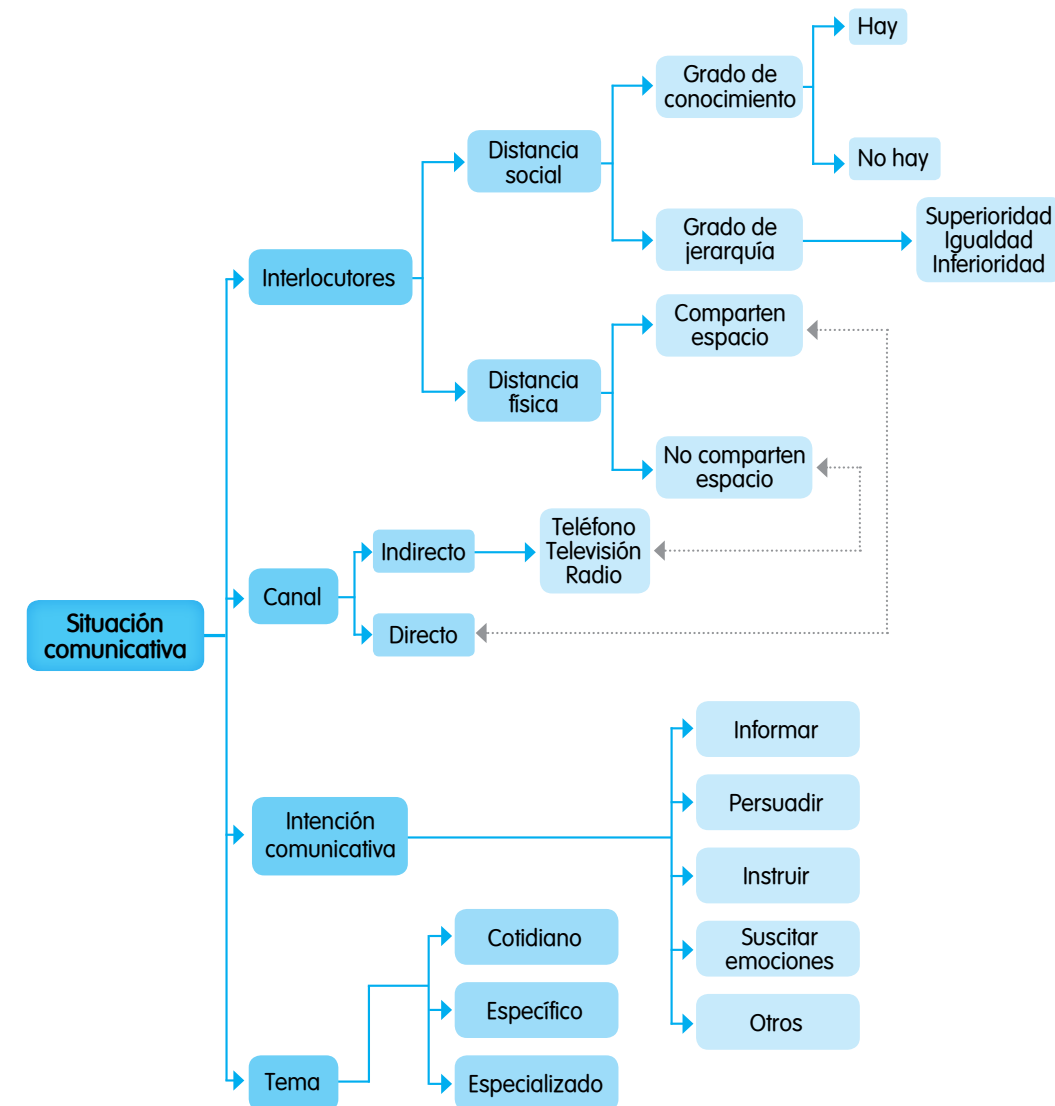 Situación
comunicativa
Interlocutores
Distancia
social
Grado de
conocimiento
Hay
No hay
Grado de
jerarquía
Superioridad
Igualdad
Inferioridad
Distancia
física
Comparten
espacio
No comparten
espacio
Canal
Indirecto
Teléfono
Televisión
Radio
Directo
Intención
comunicativa
Informar
Persuadir
Instruir
Suscitar
emociones
Otros
Tema
Cotidiano
Específico
Especializado